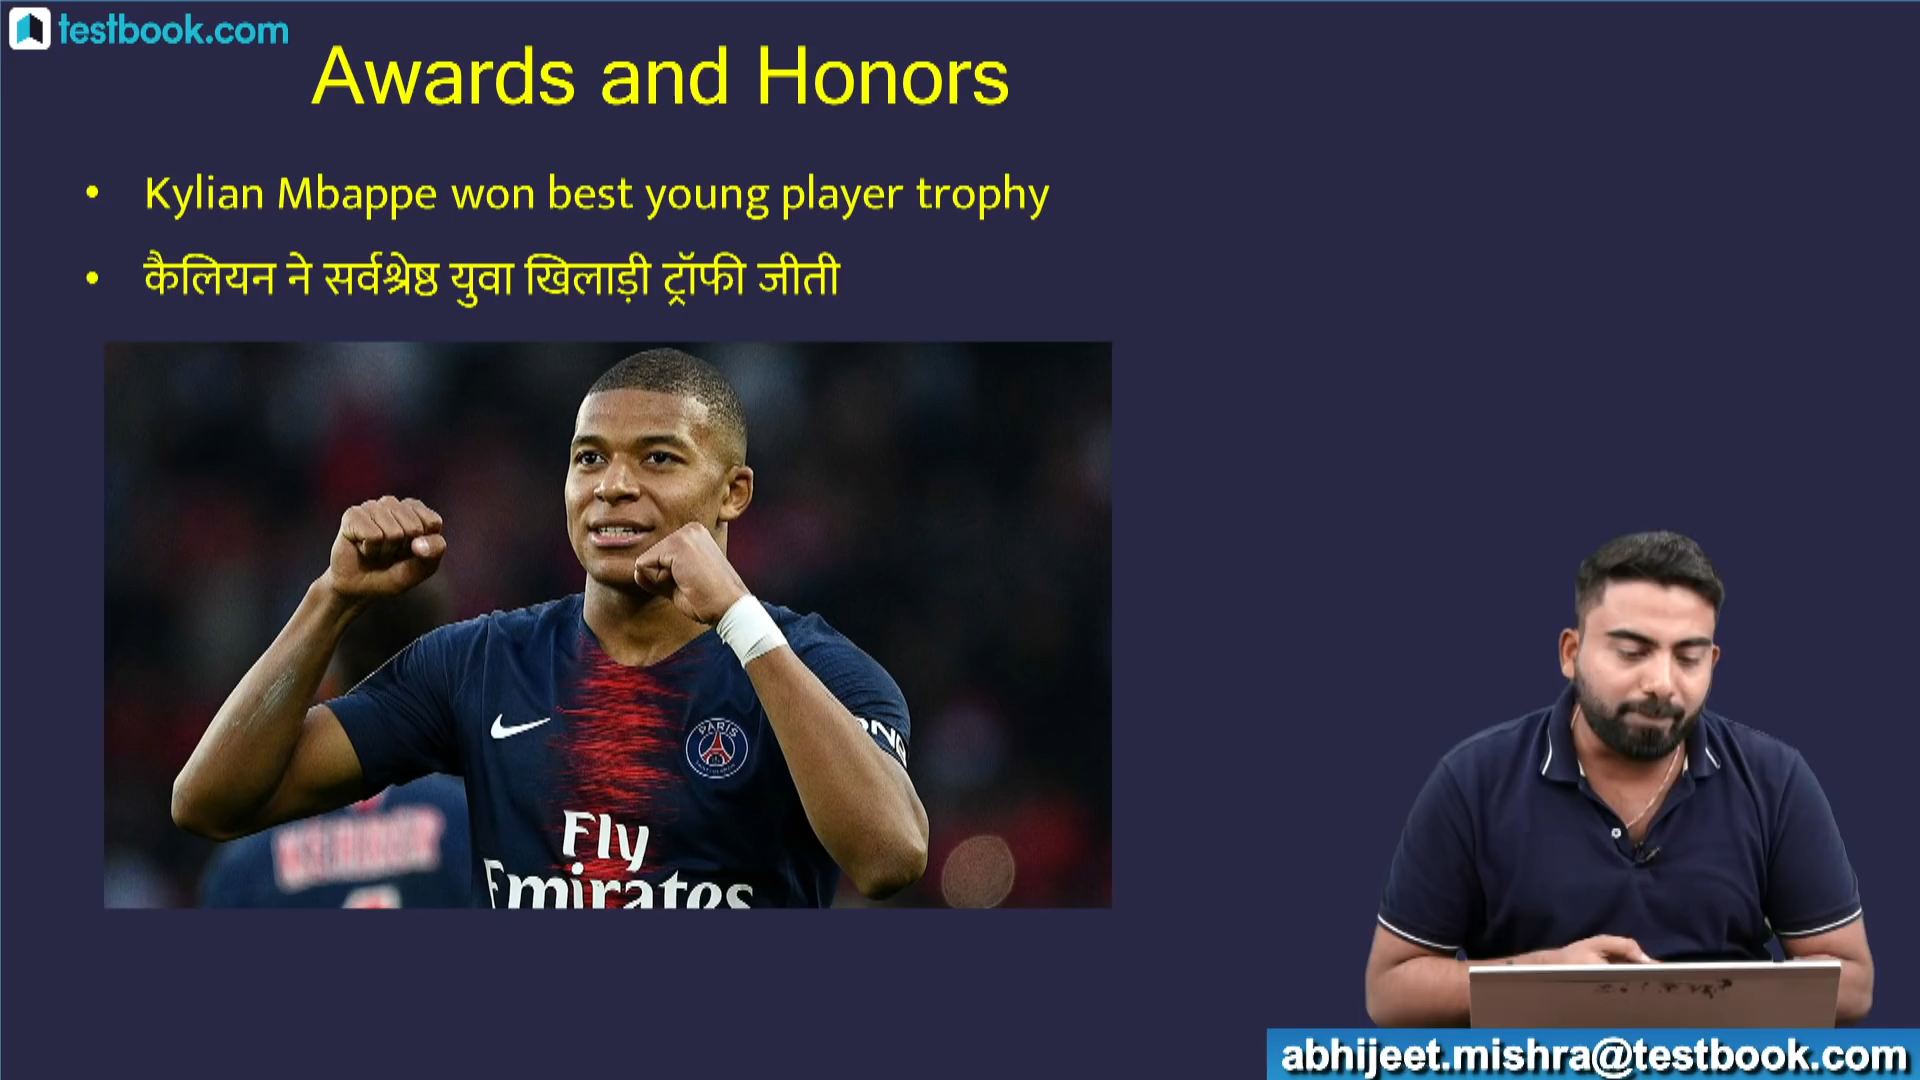 testbook.com
Awards and Honors
• Kylian Mbappe won best young player trophy
• कैलियन ने सर्वश्रेष्ठ युवा खिलाड़ी ट्रॉफी जीती
PARIS
Fly
Emirates
abhijeet.mishra@testbook.com